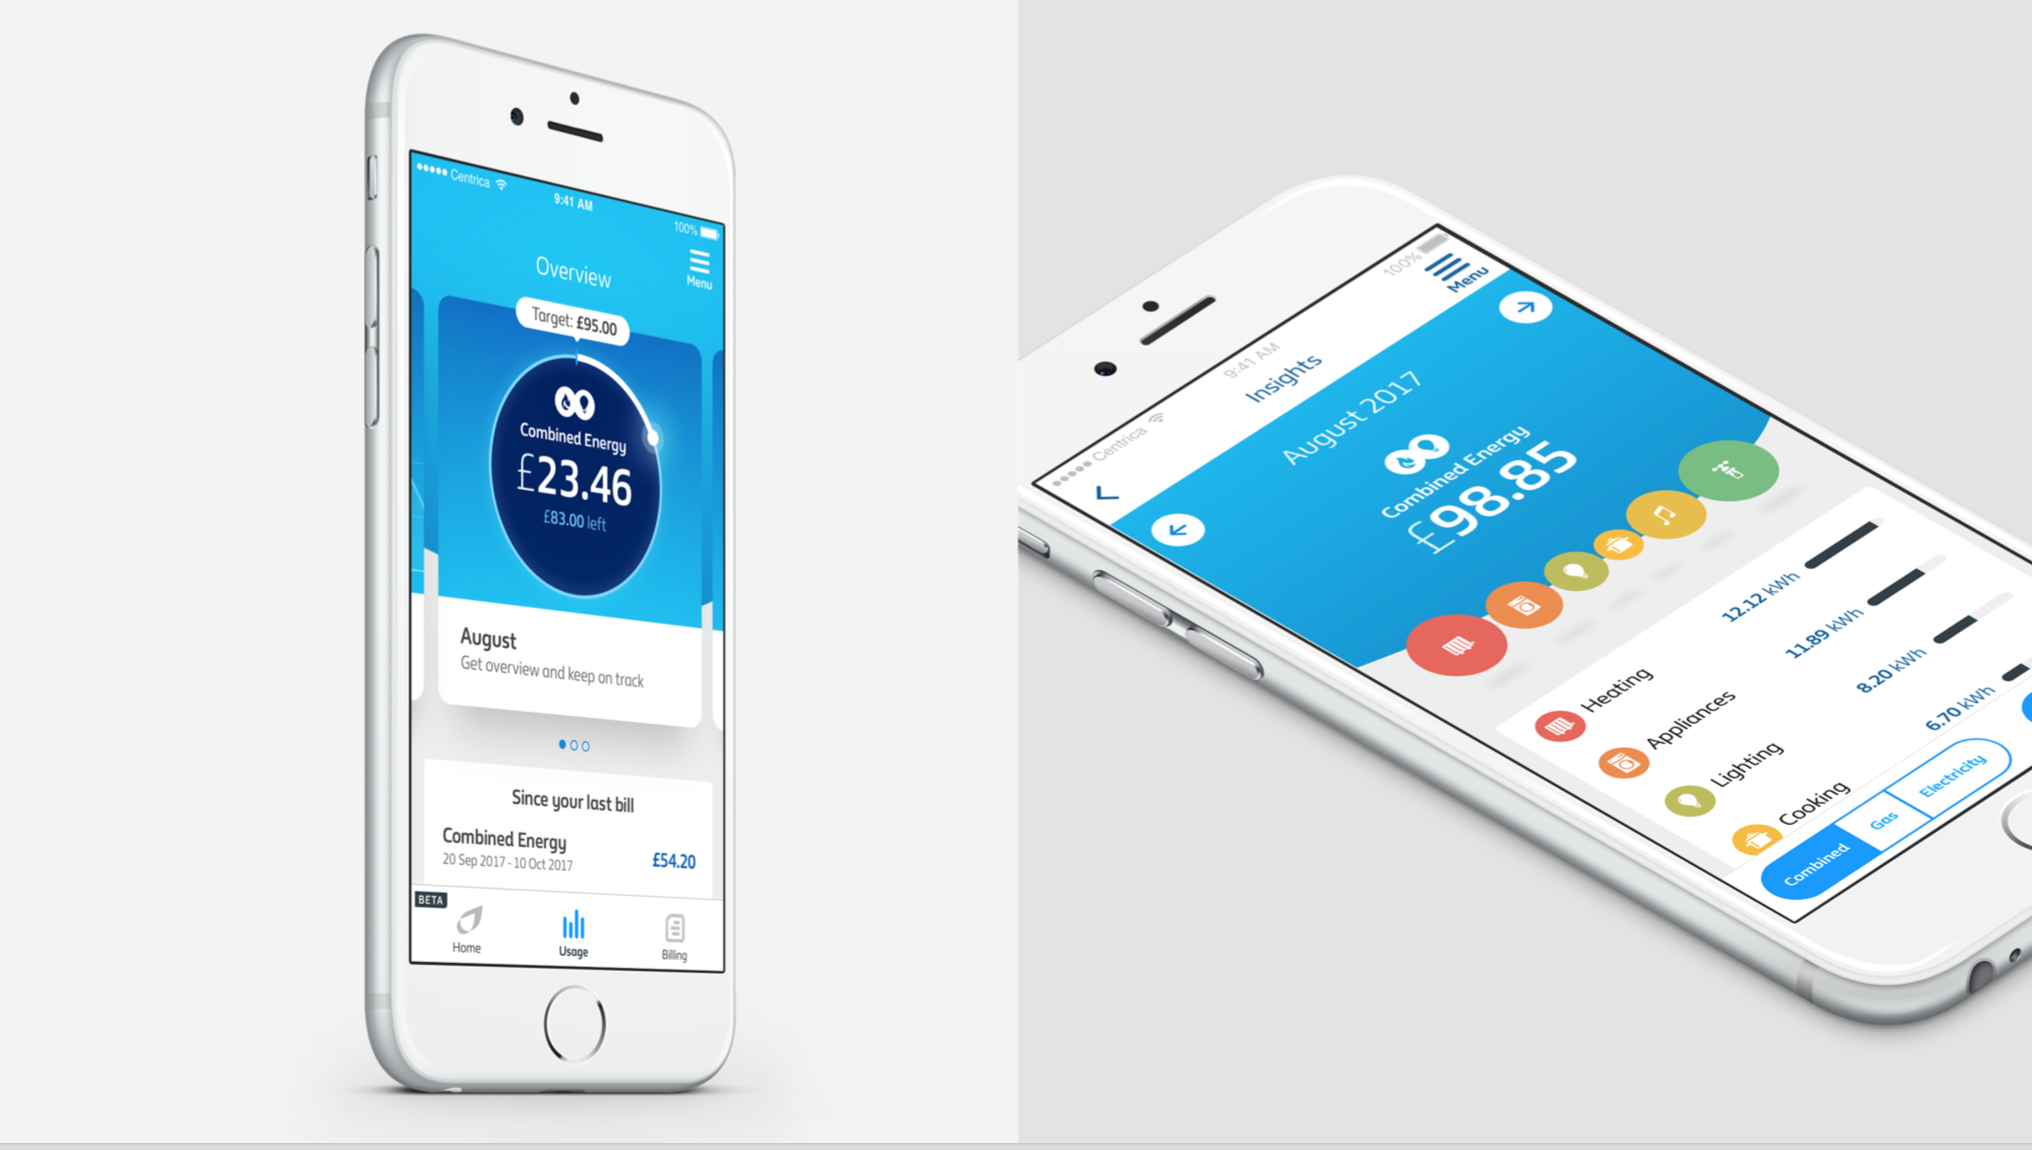 Centrica
9:41 AM
100%
Overview
Menu
Target: £95.00
Combined Energy
£23.46
£83.00 left
August
Get overview and keep on track
Since your last bill
Combined Energy
20 Sep 2017 - 10 Oct 2017
£54.20
BETA
Home
Usage
Billing
Centrica
9:41 AM
100%
Insights
Menu
August 2017
Combined Energy
£98.85
Heating
12.12 kWh
Appliances
11.89 kWh
Lighting
8.20 kWh
Cooking
6.70 kWh
Combined
Gas
Electricity